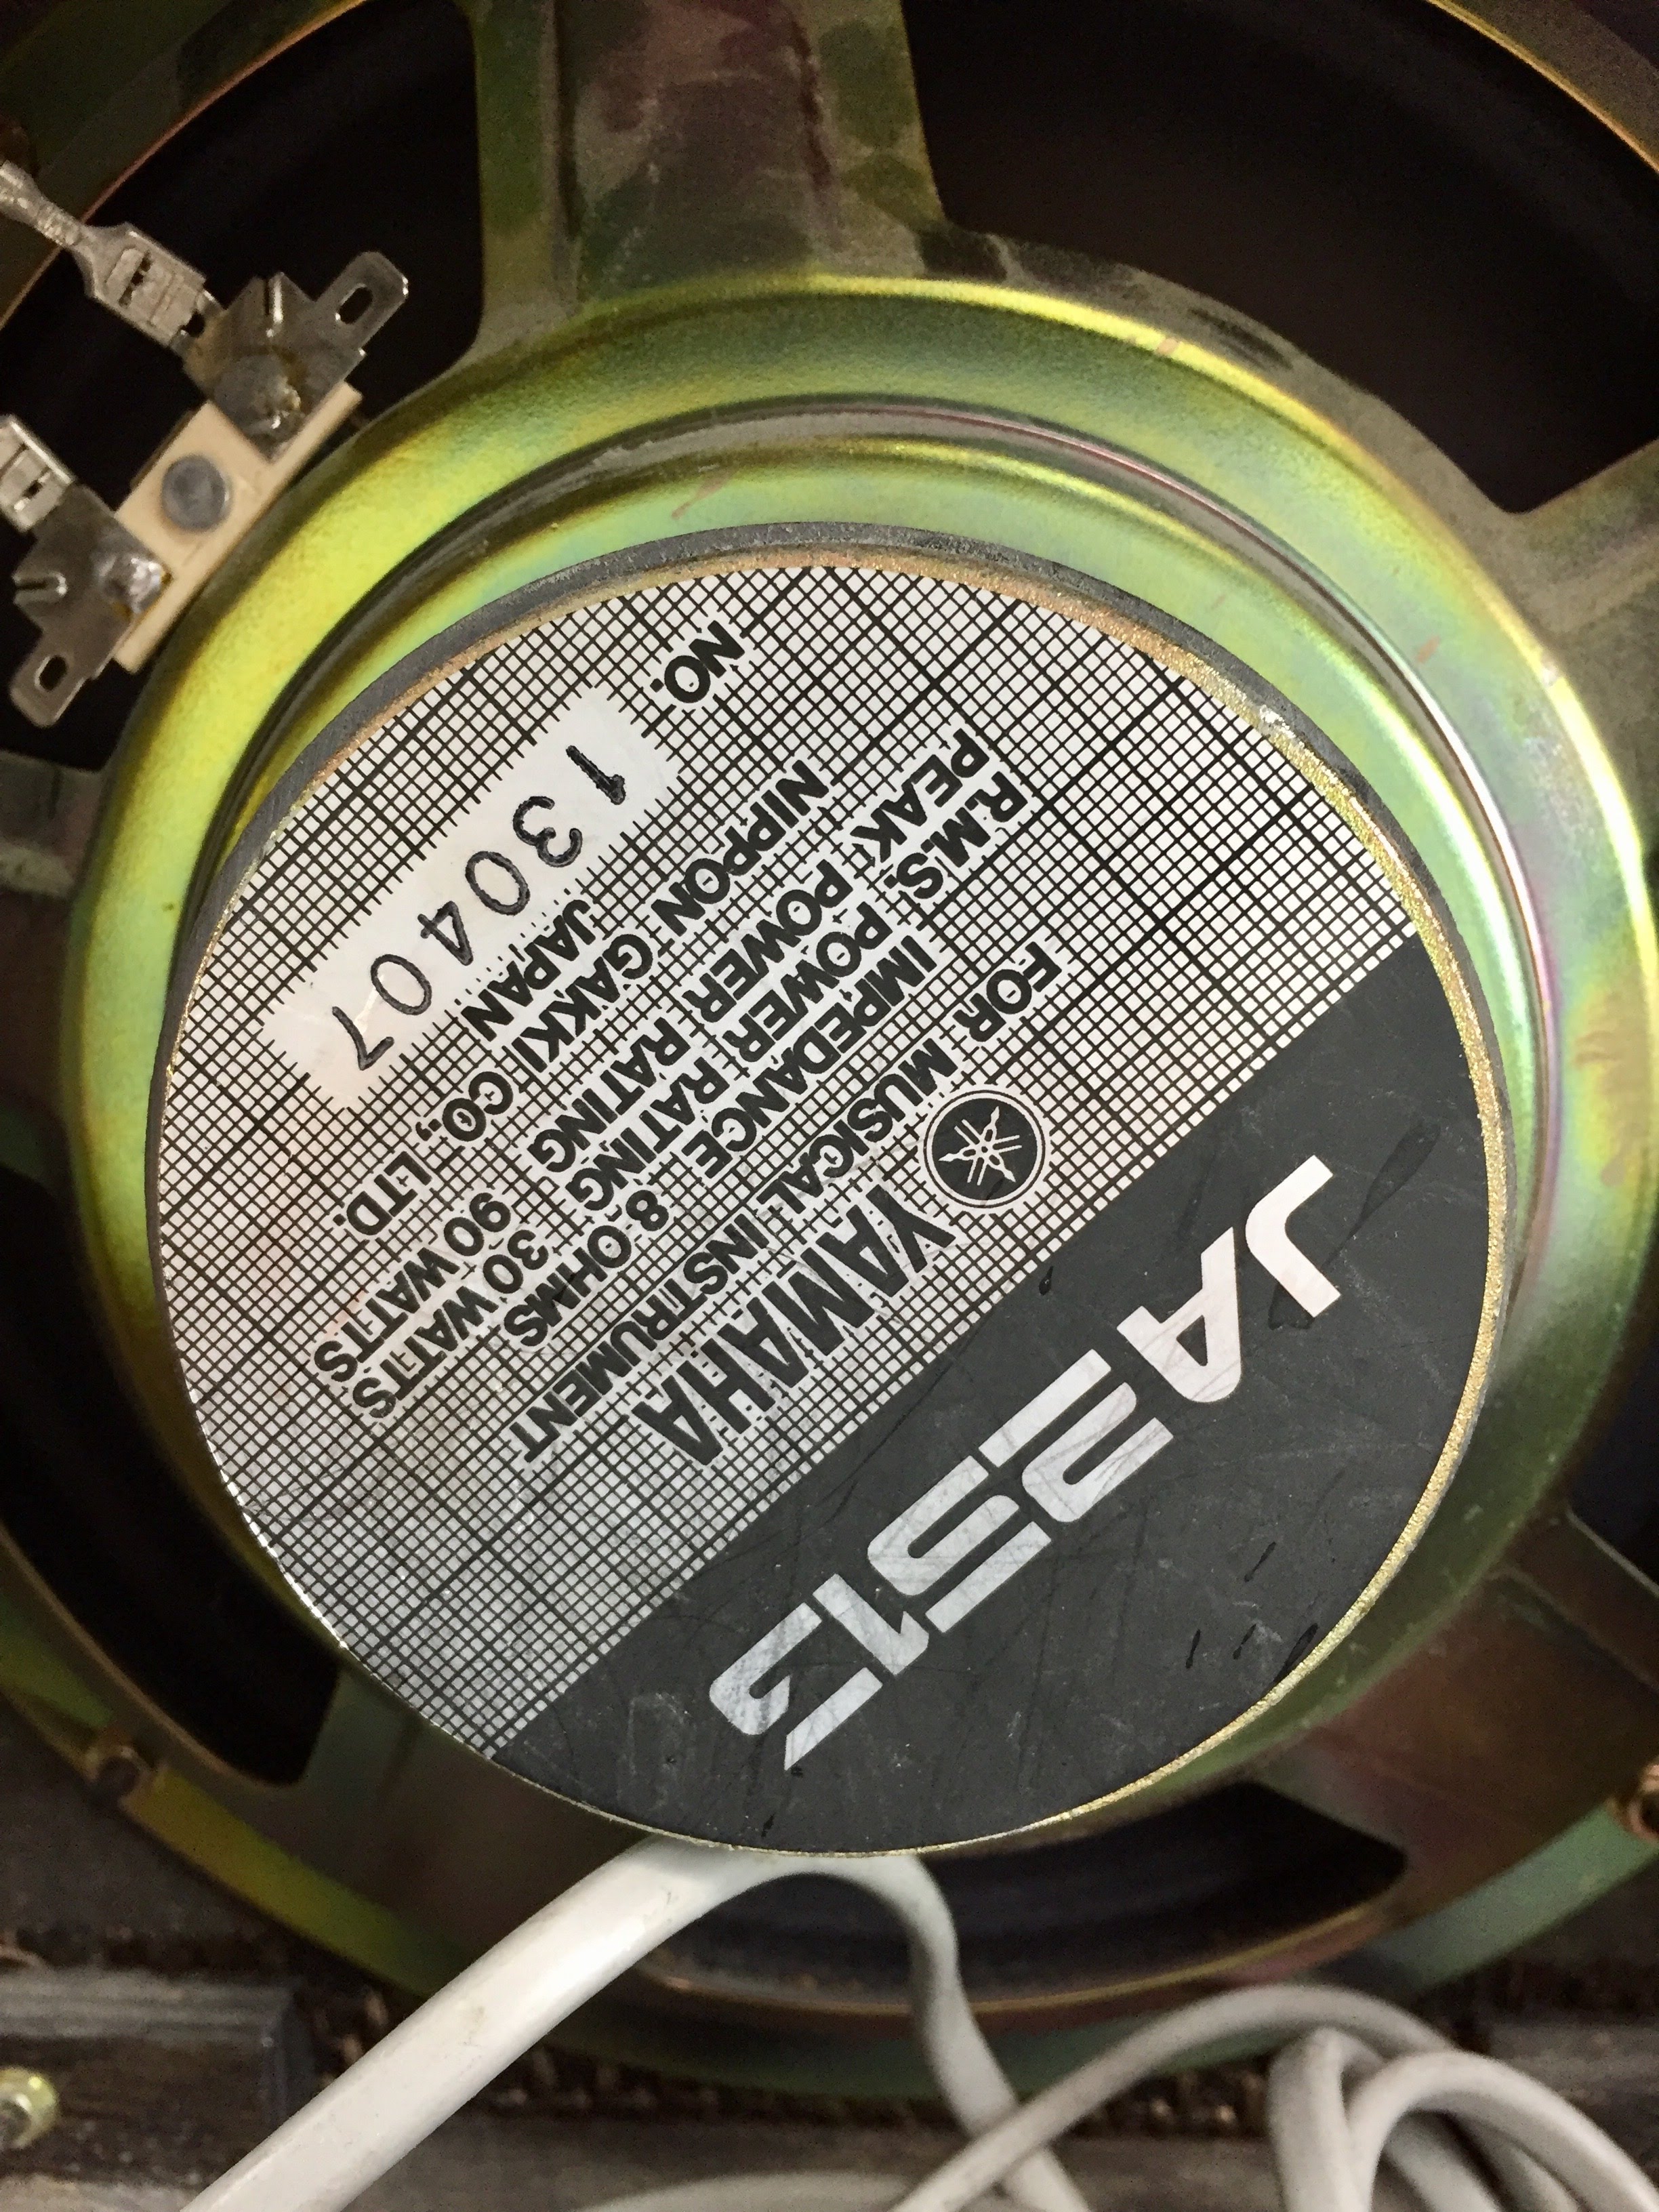 JA2513
YAMAHA
FOR MUSICAL INSTRUMENT
IMPEDANCE 8 OHMS
R.M.S. POWER RATING 30 WATTS
PEAK POWER RATING 90 WATTS
NIPPON GAKKI CO., LTD.
JAPAN
NO. 130407